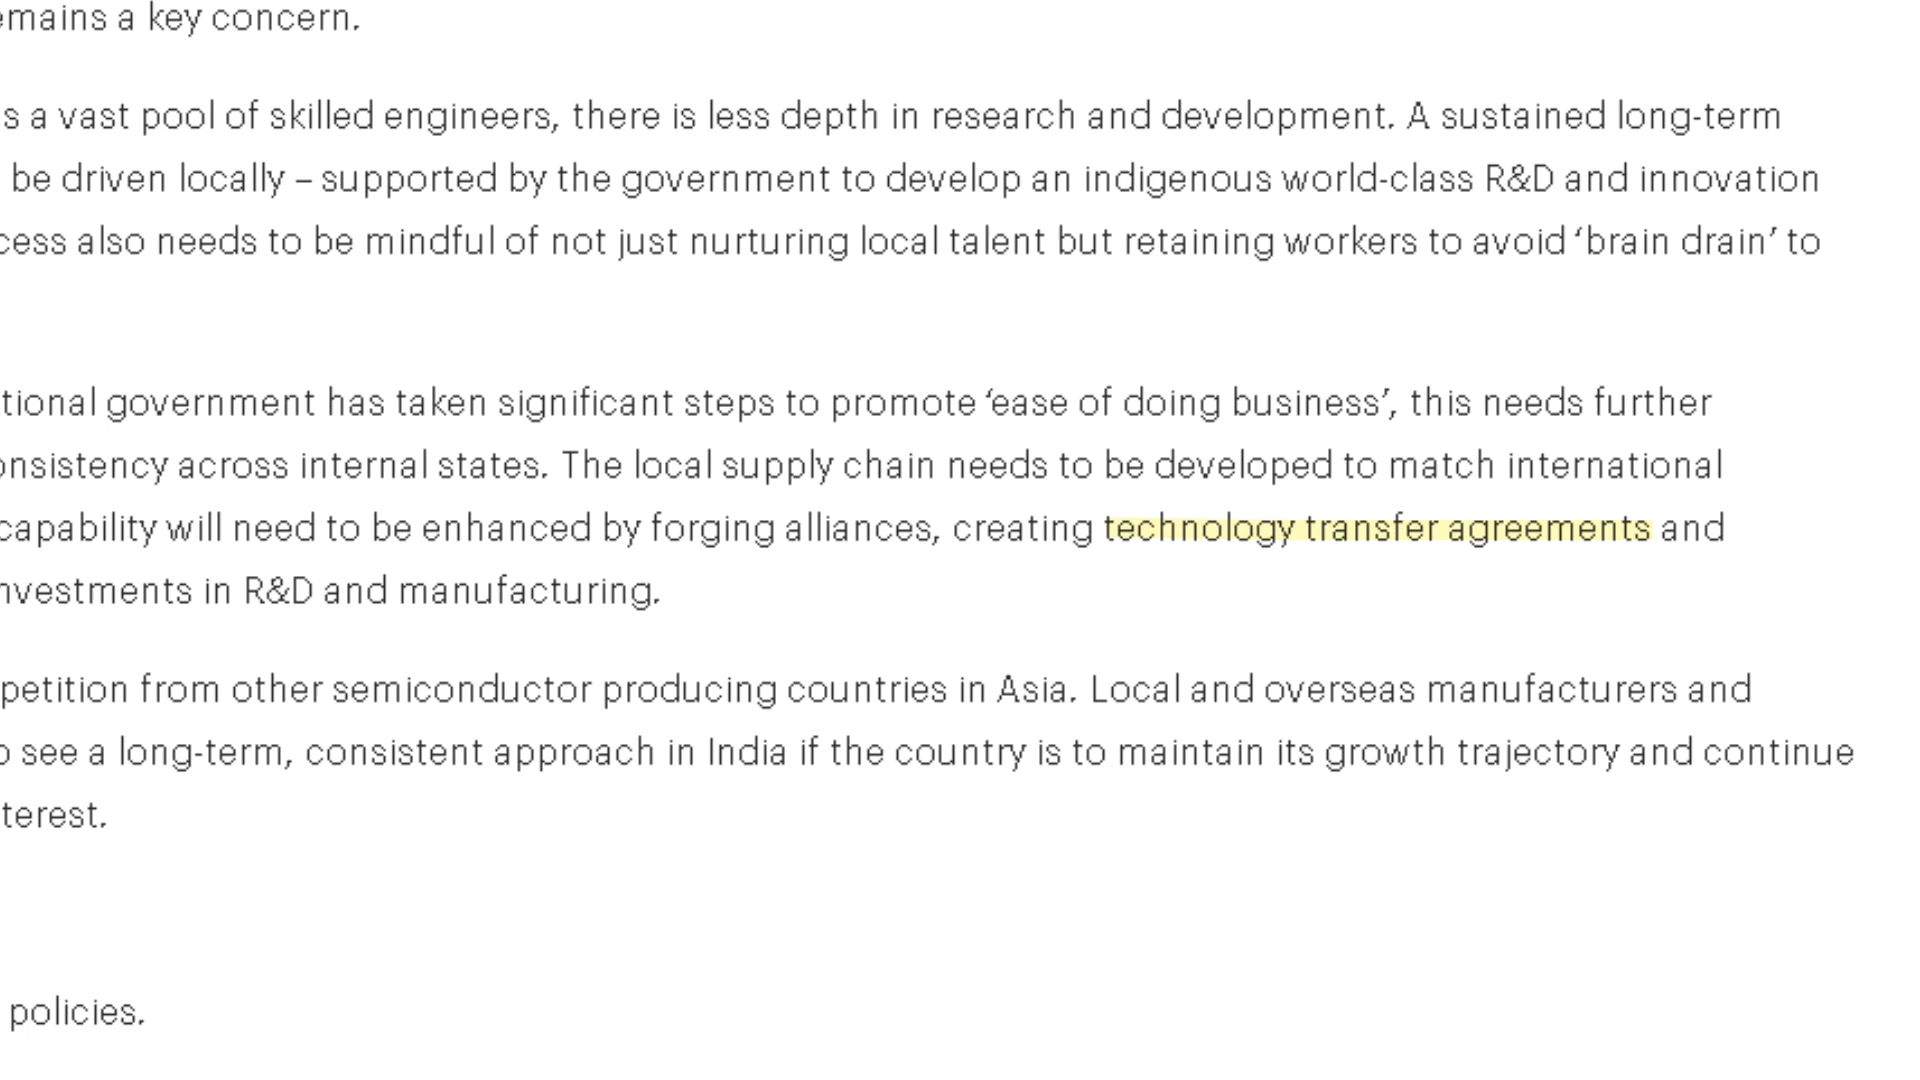 emains a key concern.
s a vast pool of skilled engineers, there is less depth in research and development. A sustained long-term
be driven locally – supported by the government to develop an indigenous world-class R&D and innovation
cess also needs to be mindful of not just nurturing local talent but retaining workers to avoid ‘brain drain’ to
tional government has taken significant steps to promote ‘ease of doing business’, this needs further
onsistency across internal states. The local supply chain needs to be developed to match international
capability will need to be enhanced by forging alliances, creating technology transfer agreements and
nvestments in R&D and manufacturing.
petition from other semiconductor producing countries in Asia. Local and overseas manufacturers and
o see a long-term, consistent approach in India if the country is to maintain its growth trajectory and continue
terest.
policies.